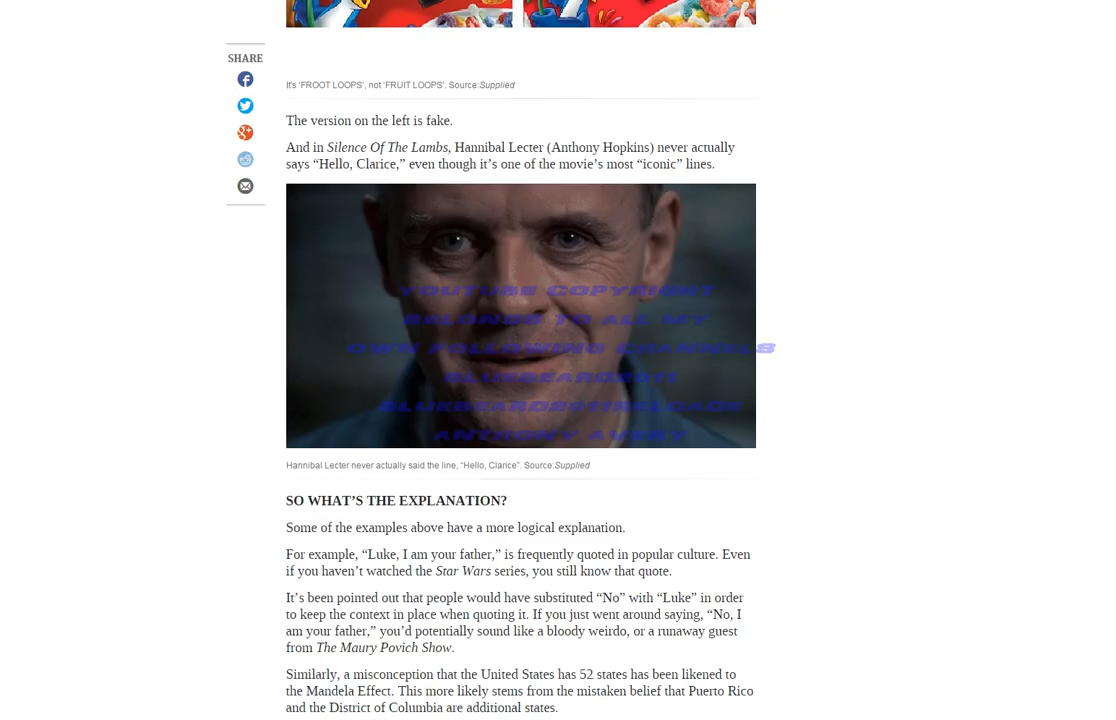 SHARE
It's 'FROOT LOOPS', not 'FRUIT LOOPS'. Source:Supplied
The version on the left is fake.
And in Silence Of The Lambs, Hannibal Lecter (Anthony Hopkins) never actually
says “Hello, Clarice,” even though it’s one of the movie’s most “iconic” lines.
YOUTUBE COPYRIGHT
BELONGS TO ALL MY
OWN FOLLOWING CHANNELS
ANTHONY AVERY
Hannibal Lecter never actually said the line, “Hello, Clarice”. Source:Supplied
SO WHAT’S THE EXPLANATION?
Some of the examples above have a more logical explanation.
For example, “Luke, I am your father,” is frequently quoted in popular culture. Even
if you haven’t watched the Star Wars series, you still know that quote.
It’s been pointed out that people would have substituted “No” with “Luke” in order
to keep the context in place when quoting it. If you just went around saying, “No, I
am your father,” you’d potentially sound like a bloody weirdo, or a runaway guest
from The Maury Povich Show.
Similarly, a misconception that the United States has 52 states has been likened to
the Mandela Effect. This more likely stems from the mistaken belief that Puerto Rico
and the District of Columbia are additional states.